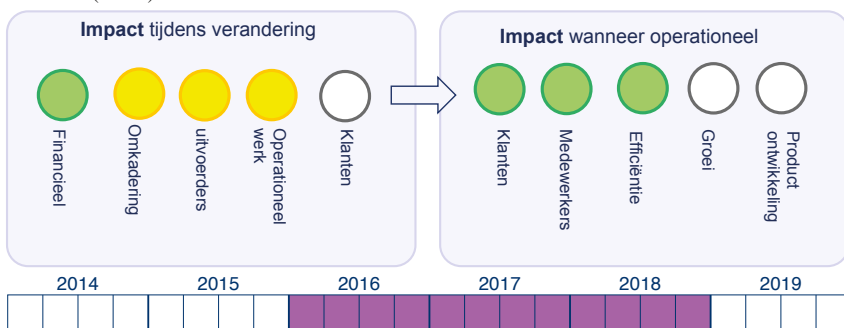 Impact tijdens verandering
Financieel
Omkadering
uitvoerders
Operationeel
werk
Klanten
Impact wanneer operationeel
Klanten
Medewerkers
Efficiëntie
Groei
Product
ontwikkeling
2014 2015 2016 2017 2018 2019